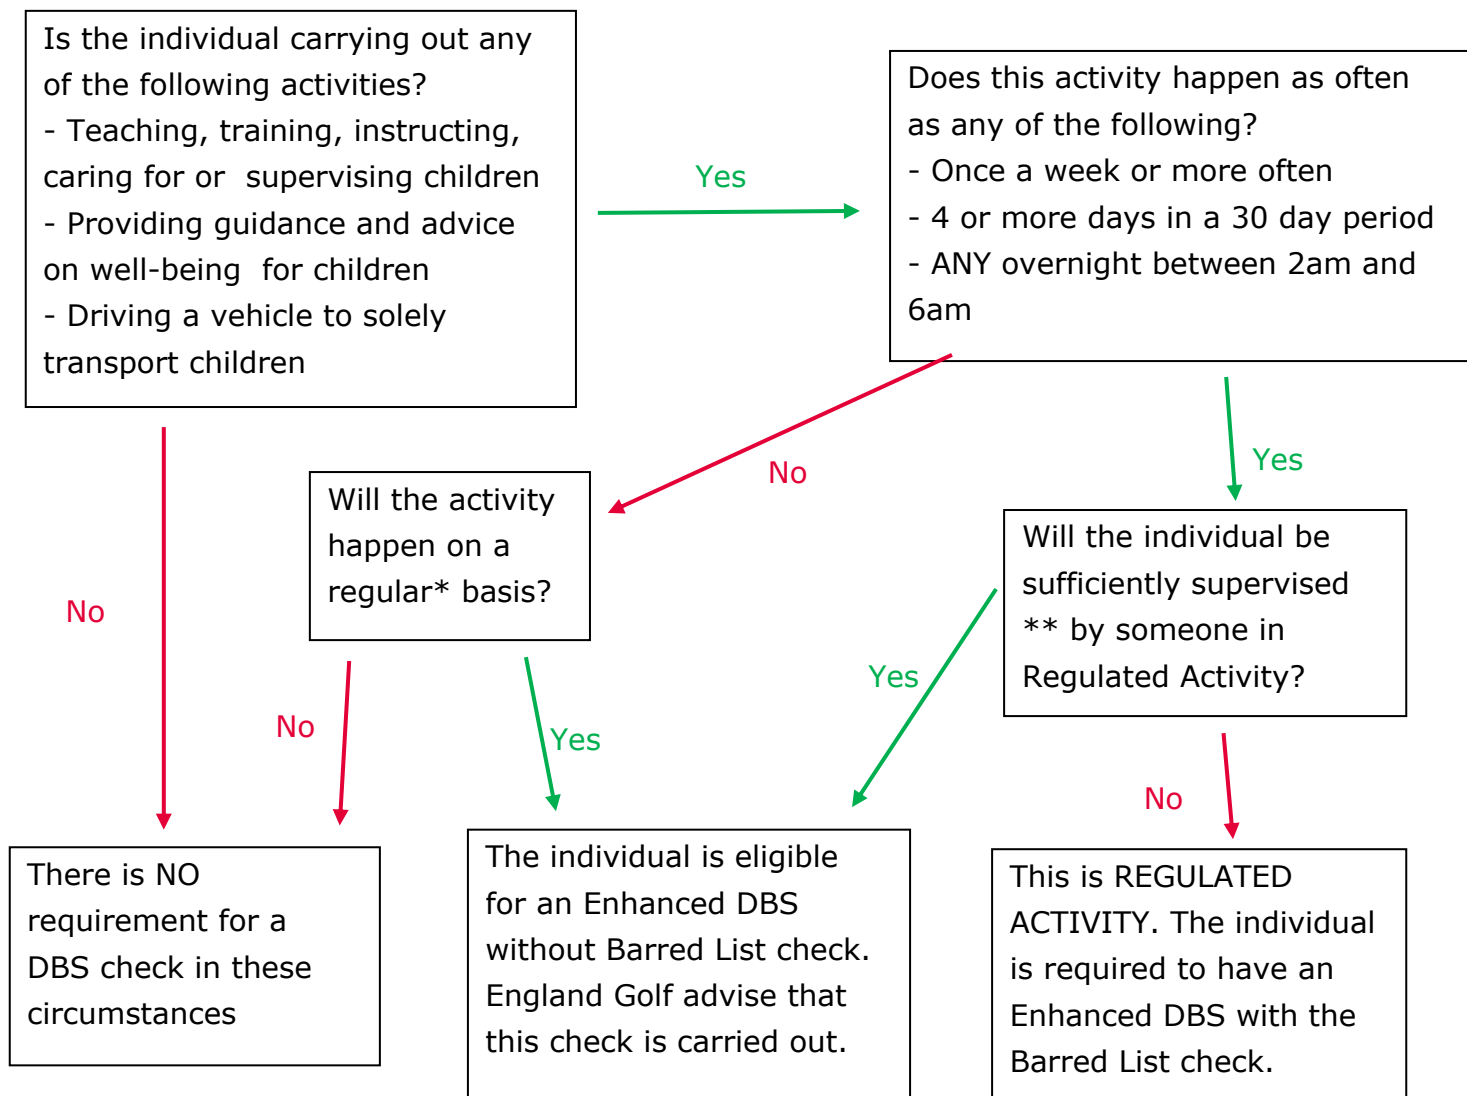 Is the individual carrying out any
of the following activities?
- Teaching, training, instructing,
caring for or  supervising children
- Providing guidance and advice
on well-being  for children
- Driving a vehicle to solely
transport children
Yes
Does this activity happen as often
as any of the following?
- Once a week or more often
- 4 or more days in a 30 day period
- ANY overnight between 2am and
6am
No
No
Yes
Will the activity
happen on a
regular* basis?
Will the individual be
sufficiently supervised
** by someone in
Regulated Activity?
No
Yes
Yes
No
There is NO
requirement for a
DBS check in these
circumstances
The individual is eligible
for an Enhanced DBS
without Barred List check.
England Golf advise that
this check is carried out.
This is REGULATED
ACTIVITY. The individual
is required to have an
Enhanced DBS with the
Barred List check.